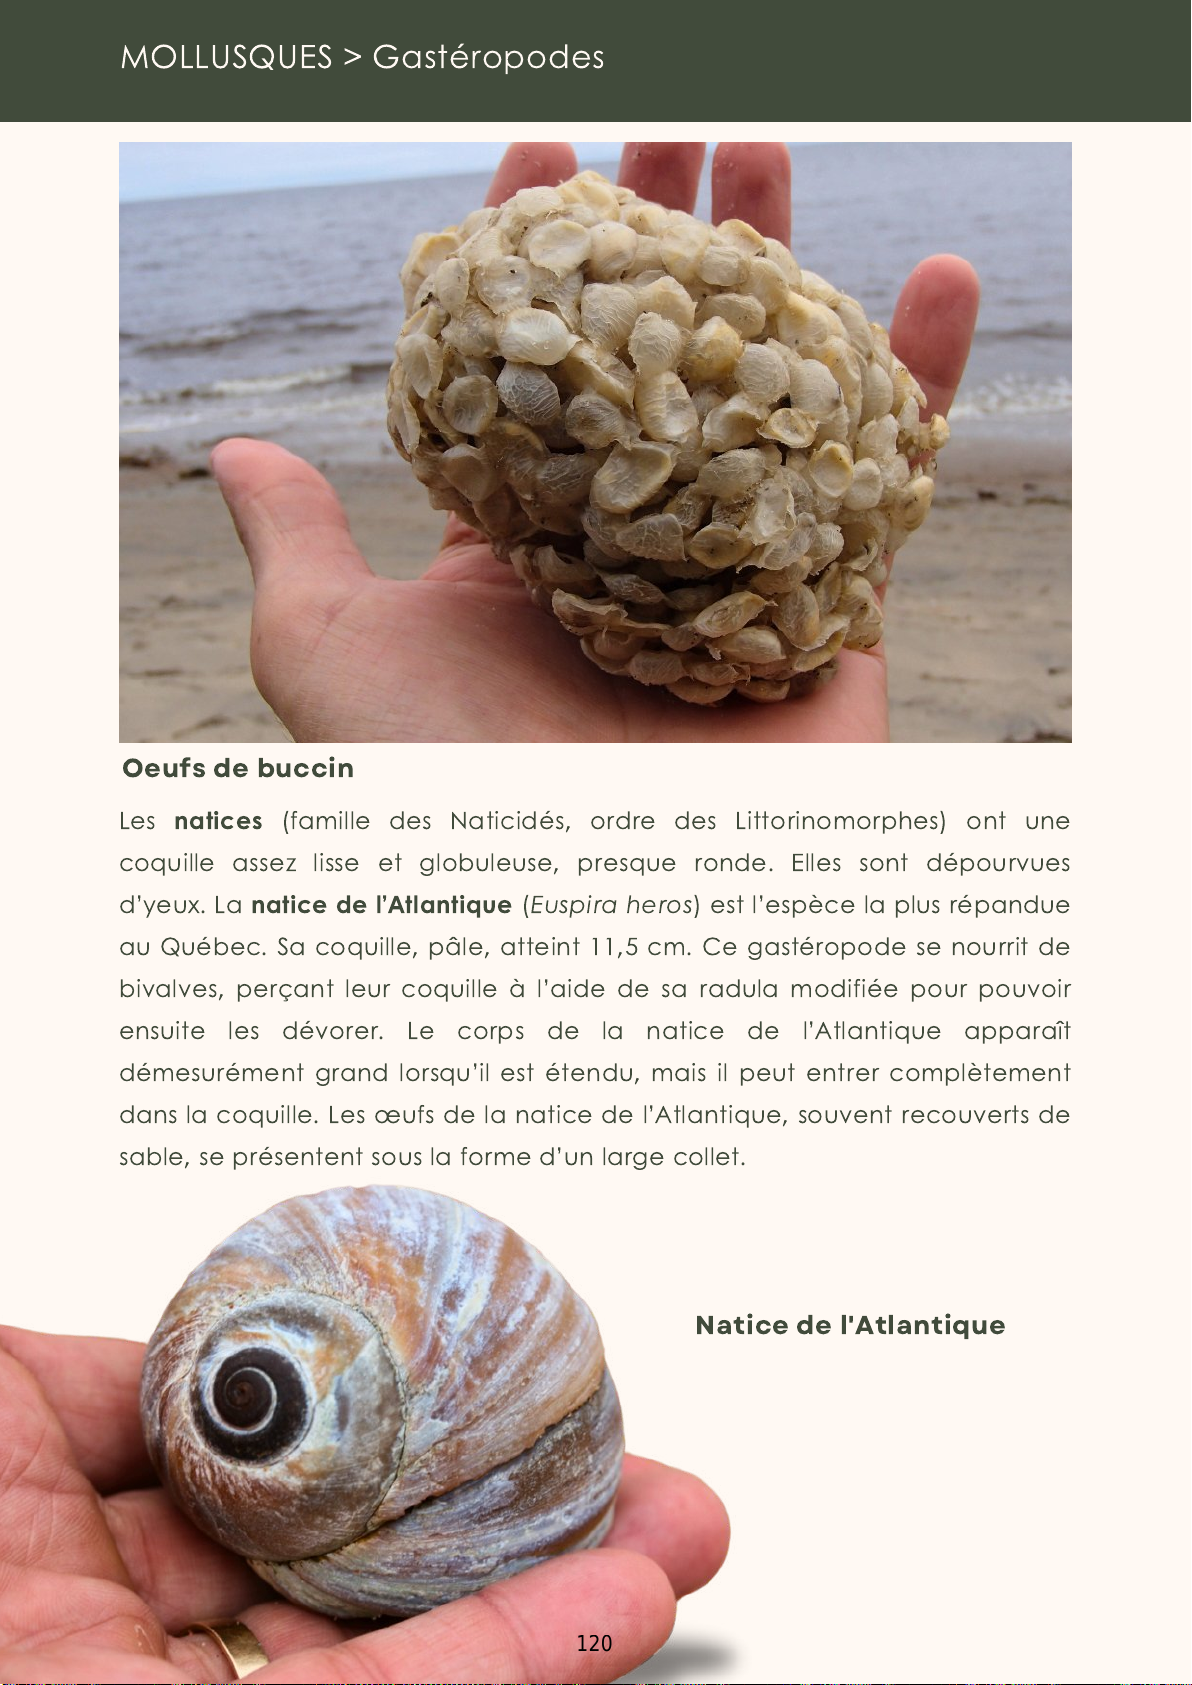 MOLLUSQUES > Gastéropodes
Oeufs de buccin
Les natices (famille des Naticidés, ordre des Littorinomorphes) ont une
coquille assez lisse et globuleuse, presque ronde. Elles sont dépourvues
d’yeux. La natice de l’Atlantique (Euspira heros) est l’espèce la plus répandue
au Québec. Sa coquille, pâle, atteint 11,5 cm. Ce gastéropode se nourrit de
bivalves, perçant leur coquille à l’aide de sa radula modifiée pour pouvoir
ensuite les dévorer. Le corps de la natice de l’Atlantique apparaît
démesurément grand lorsqu’il est étendu, mais il peut entrer complètement
dans la coquille. Les œufs de la natice de l’Atlantique, souvent recouverts de
sable, se présentent sous la forme d’un large collet.
Natice de l'Atlantique
120